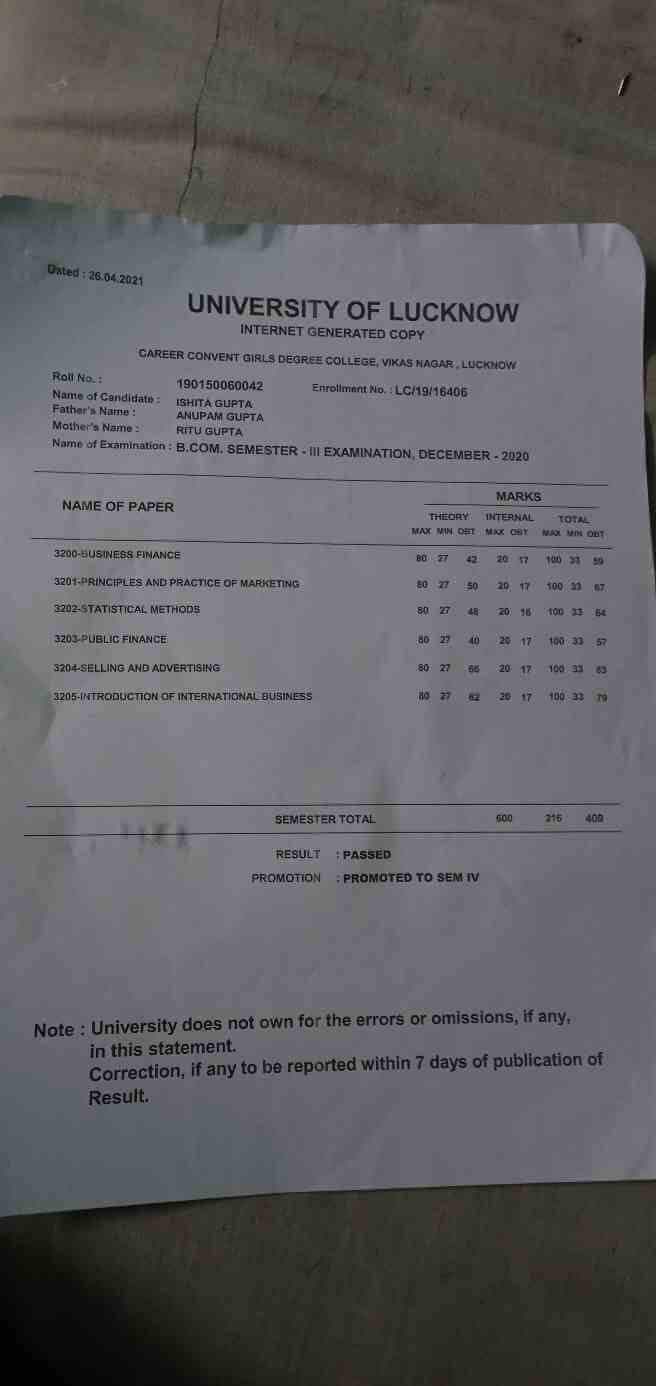 Dated : 26.04.2021
UNIVERSITY OF LUCKNOW
INTERNET GENERATED COPY
CAREER CONVENT GIRLS DEGREE COLLEGE, VIKAS NAGAR , LUCKNOW
Roll No. : 190150060042 Enrollment No. : LC/19/16406
Name of Candidate : ISHITA GUPTA
Father's Name : ANUPAM GUPTA
Mother's Name : RITU GUPTA
Name of Examination : B.COM. SEMESTER - III EXAMINATION, DECEMBER - 2020
MARKS
NAME OF PAPER
THEORY INTERNAL TOTAL
MAX MIN OBT MAX OBT MAX MIN OBT
3200-BUSINESS FINANCE 80 27 42 20 17 100 33 59
3201-PRINCIPLES AND PRACTICE OF MARKETING 80 27 50 20 17 100 33 67
3202-STATISTICAL METHODS 80 27 48 20 16 100 33 64
3203-PUBLIC FINANCE 80 27 40 20 17 100 33 57
3204-SELLING AND ADVERTISING 80 27 66 20 17 100 33 83
3205-INTRODUCTION OF INTERNATIONAL BUSINESS 80 27 62 20 17 100 33 79
SEMESTER TOTAL 600 216 409
RESULT : PASSED
PROMOTION : PROMOTED TO SEM IV
Note : University does not own for the errors or omissions, if any,
in this statement.
Correction, if any to be reported within 7 days of publication of
Result.